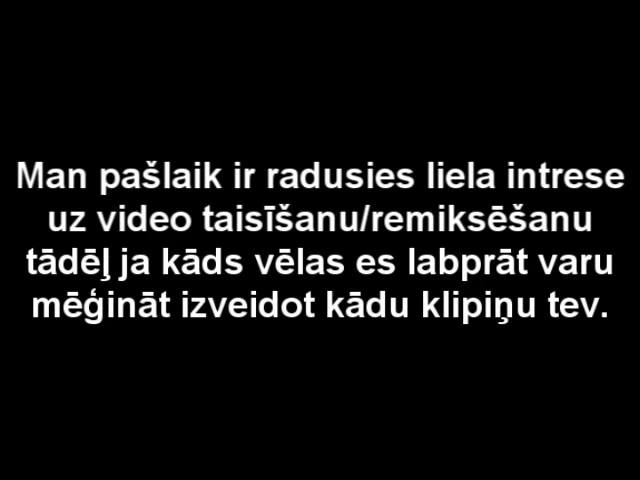 Man pašlaik ir radusies liela intrese
uz video taisīšanu/remiksēšanu
tādēļ ja kāds vēlas es labprāt varu
mēģināt izveidot kādu klipiņu tev.